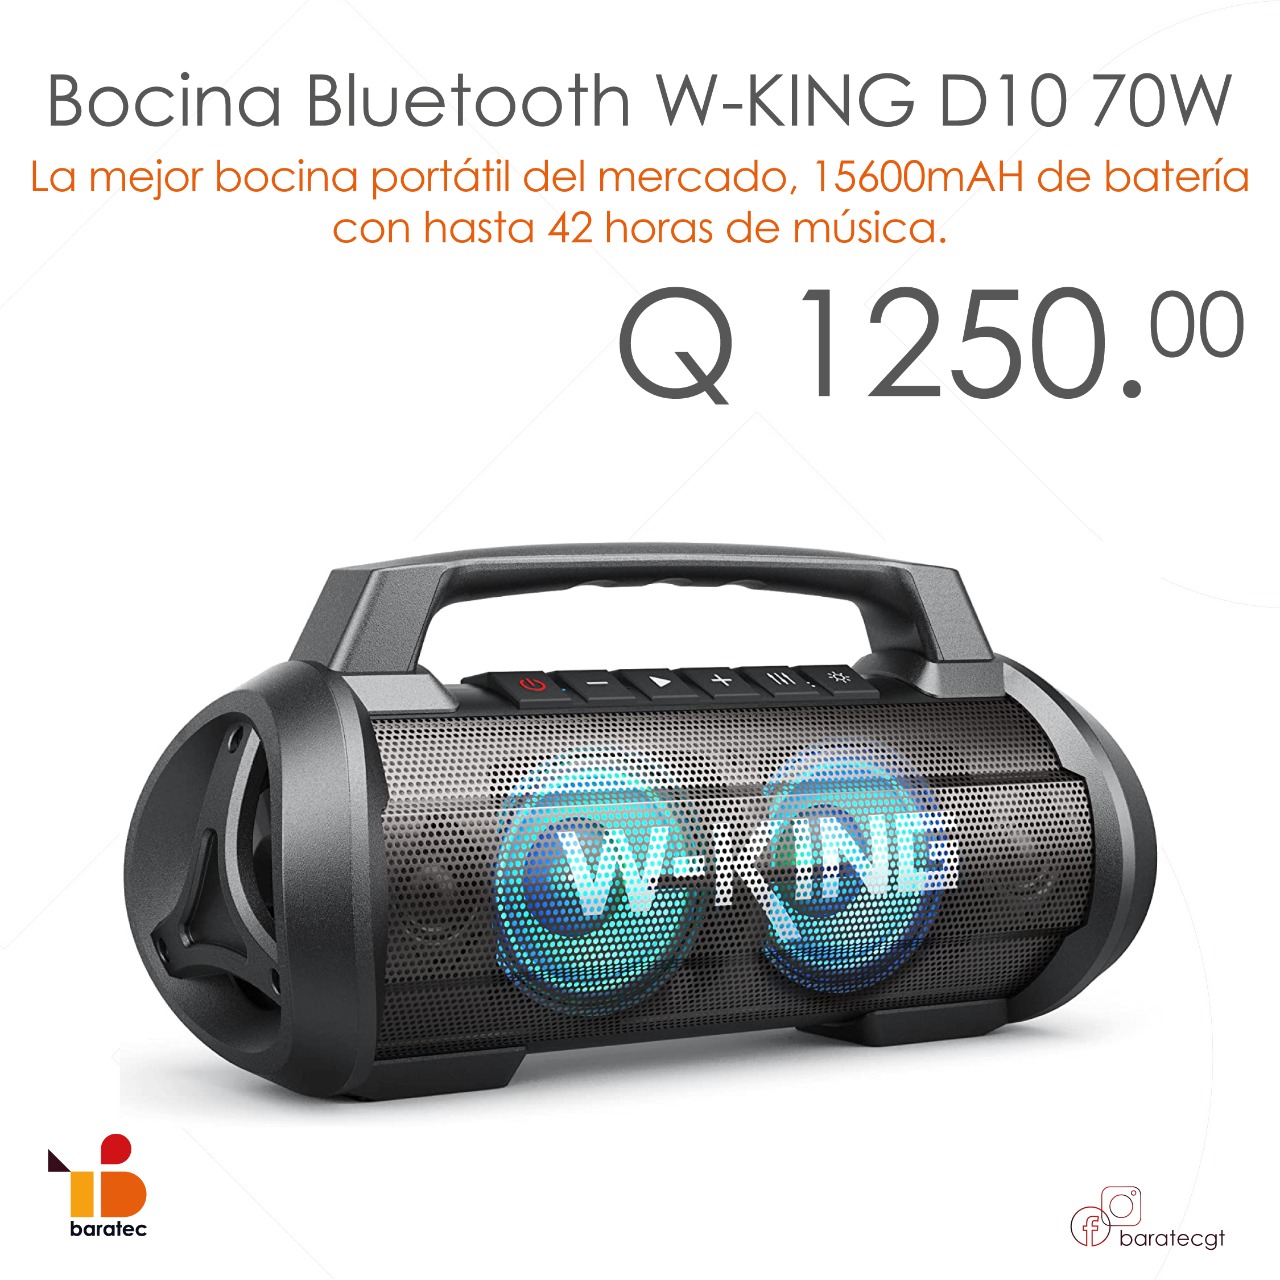 Bocina Bluetooth W-KING D10 70W
La mejor bocina portátil del mercado, 15600mAH de batería
con hasta 42 horas de música.
Q 1250.00
W-KING
baratec
baratecgt